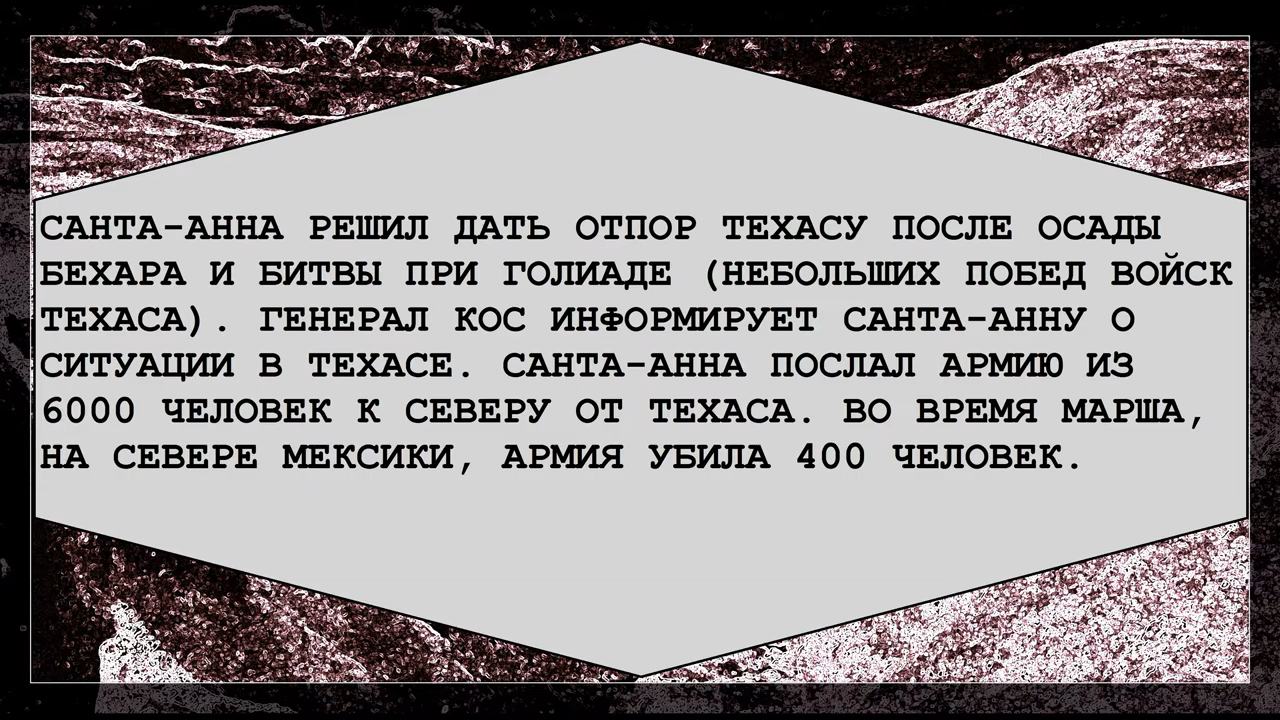 САНТА-АННА РЕШИЛ ДАТЬ ОТПОР ТЕХАСУ ПОСЛЕ ОСАДЫ
БЕХАРА И БИТВЫ ПРИ ГОЛИАДЕ (НЕБОЛЬШИХ ПОБЕД ВОЙСК
ТЕХАСА). ГЕНЕРАЛ КОС ИНФОРМИРУЕТ САНТА-АННУ О
СИТУАЦИИ В ТЕХАСЕ. САНТА-АННА ПОСЛАЛ АРМИЮ ИЗ
6000 ЧЕЛОВЕК К СЕВЕРУ ОТ ТЕХАСА. ВО ВРЕМЯ МАРША,
НА СЕВЕРЕ МЕКСИКИ, АРМИЯ УБИЛА 400 ЧЕЛОВЕК.